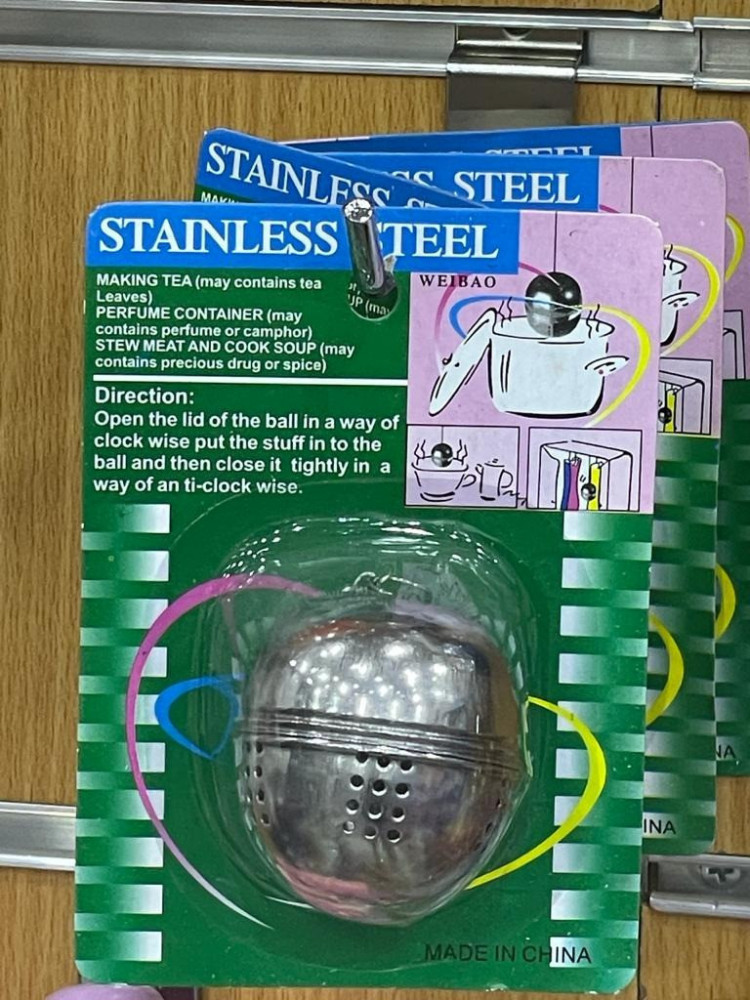 STAINLESS STEEL
STAINLESS
STEEL
MAKING TEA (may contains tea
Leaves)
PERFUME CONTAINER (may
contains perfume or camphor)
STEW MEAT AND COOK SOUP (may
contains precious drug or spice)
WEIBAO
Direction:
Open the lid of the ball in a way of
clock wise put the stuff in to the
ball and then close it tightly in a
way of an ti-clock wise.
MADE IN CHINA